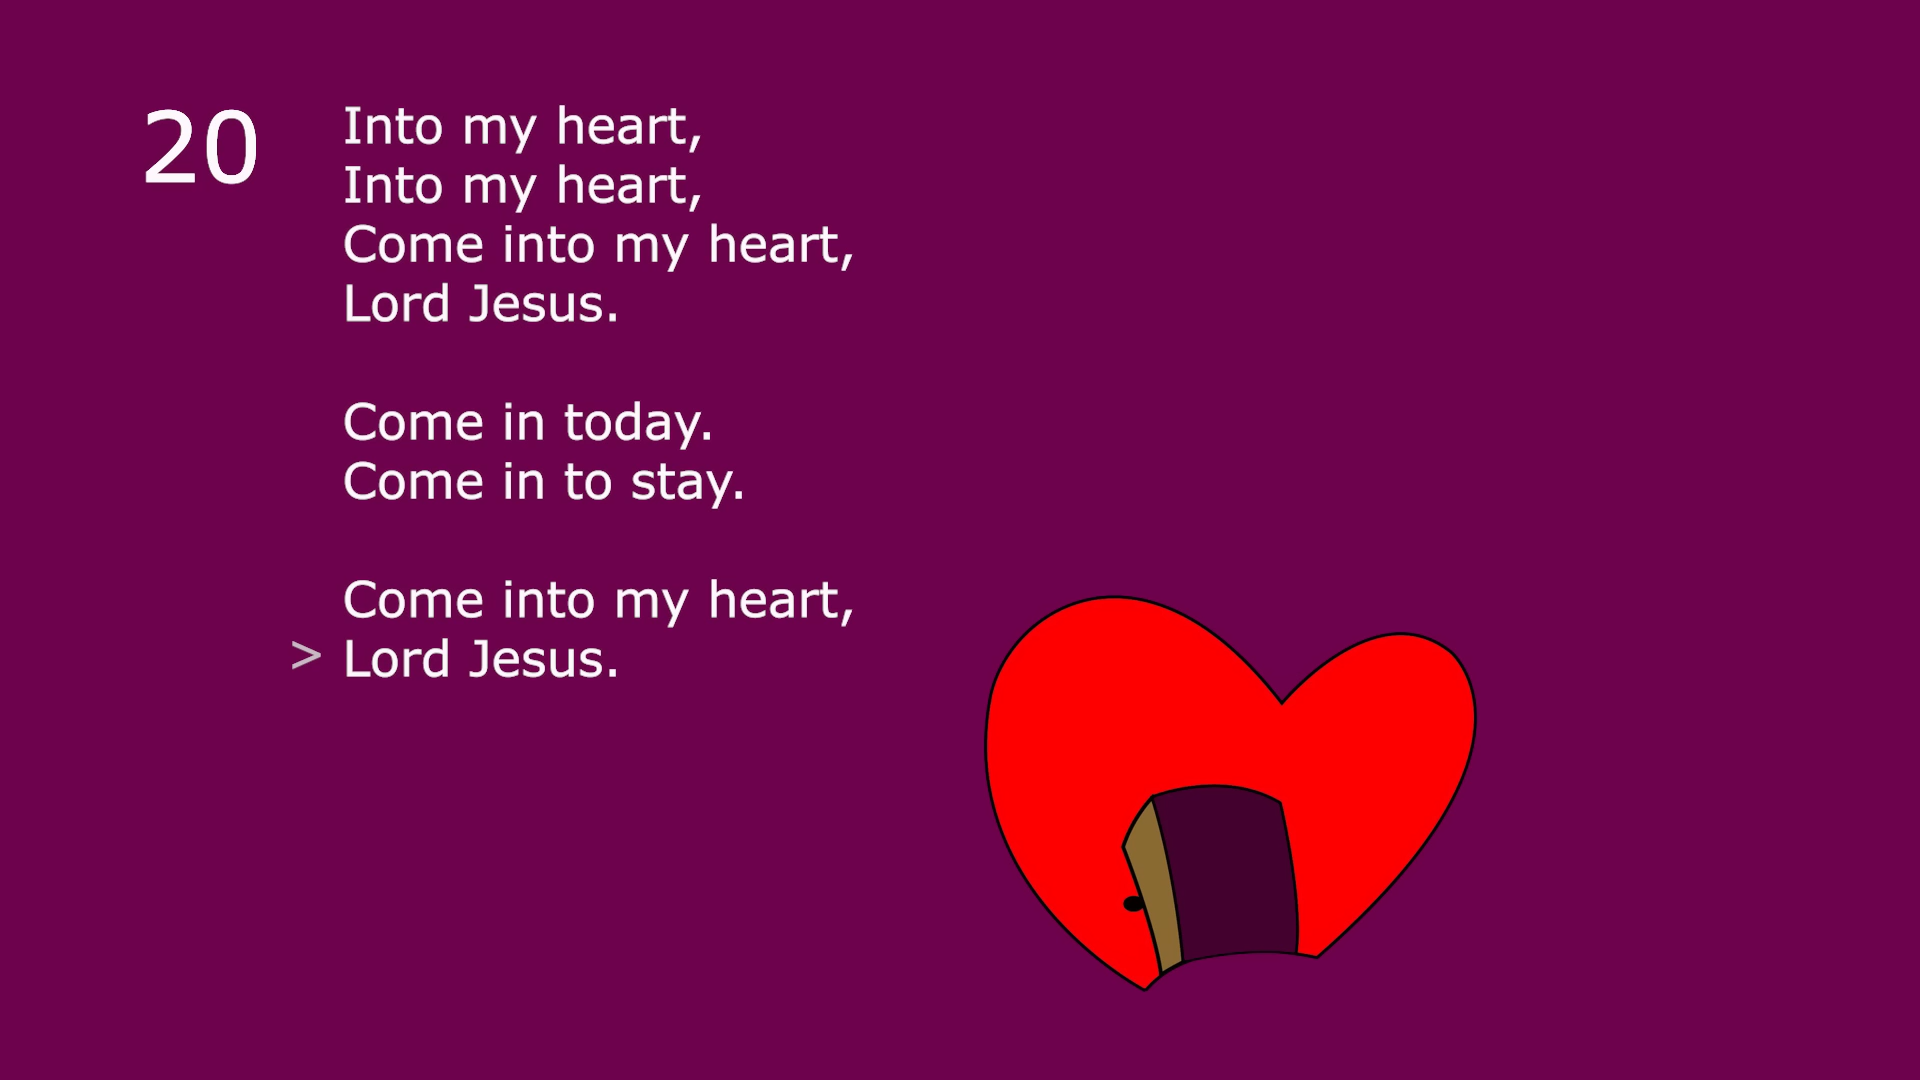 20
Into my heart,
Into my heart,
Come into my heart,
Lord Jesus.
Come in today.
Come in to stay.
Come into my heart,
> Lord Jesus.